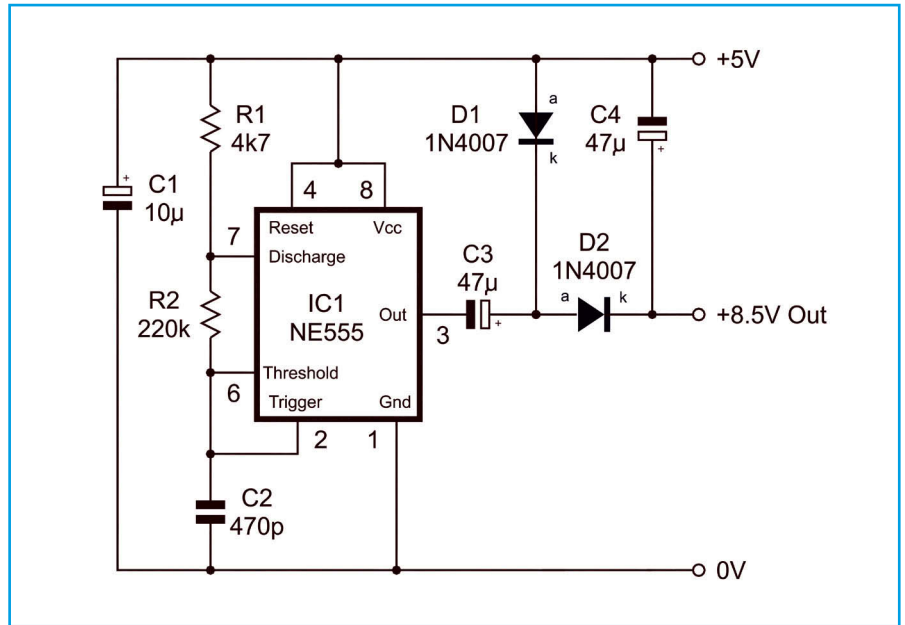 +5V
R1
4k7
D1
1N4007
a
k
C4
47µ
+
+
C1
10µ
4
8
Reset
Vcc
7
Discharge
C3
47µ
+
D2
1N4007
a
k
R2
220k
IC1
NE555
Out
3
+8.5V Out
Threshold
6
Trigger
Gnd
2
1
C2
470p
0V